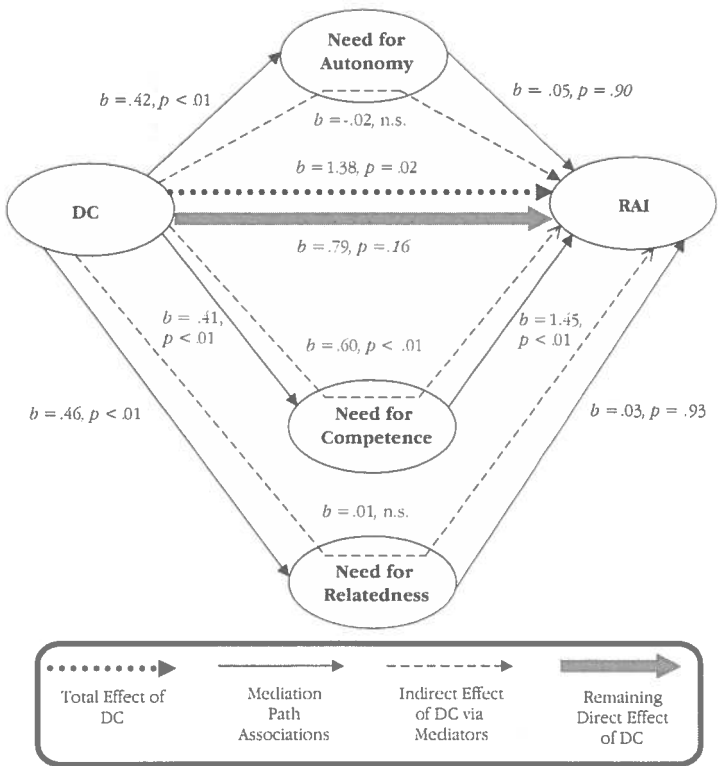 Need for
Autonomy
b =.42, p < .01
b =- .05, p = .90
b =-.02, n.s.
b =1.38, p =.02
DC
RAI
b =.79, p =.16
b = .41,
p <.01
b =.60, p < .01
b =1.45,
p <.01
b =.46, p <.01
Need for
Competence
b =.03, p =.93
b =.01, n.s.
Need for
Relatedness
Total Effect of
DC
Mediation
Path
Associations
Indirect Effect
of DC via
Mediators
Remaining
Direct Effect
of DC